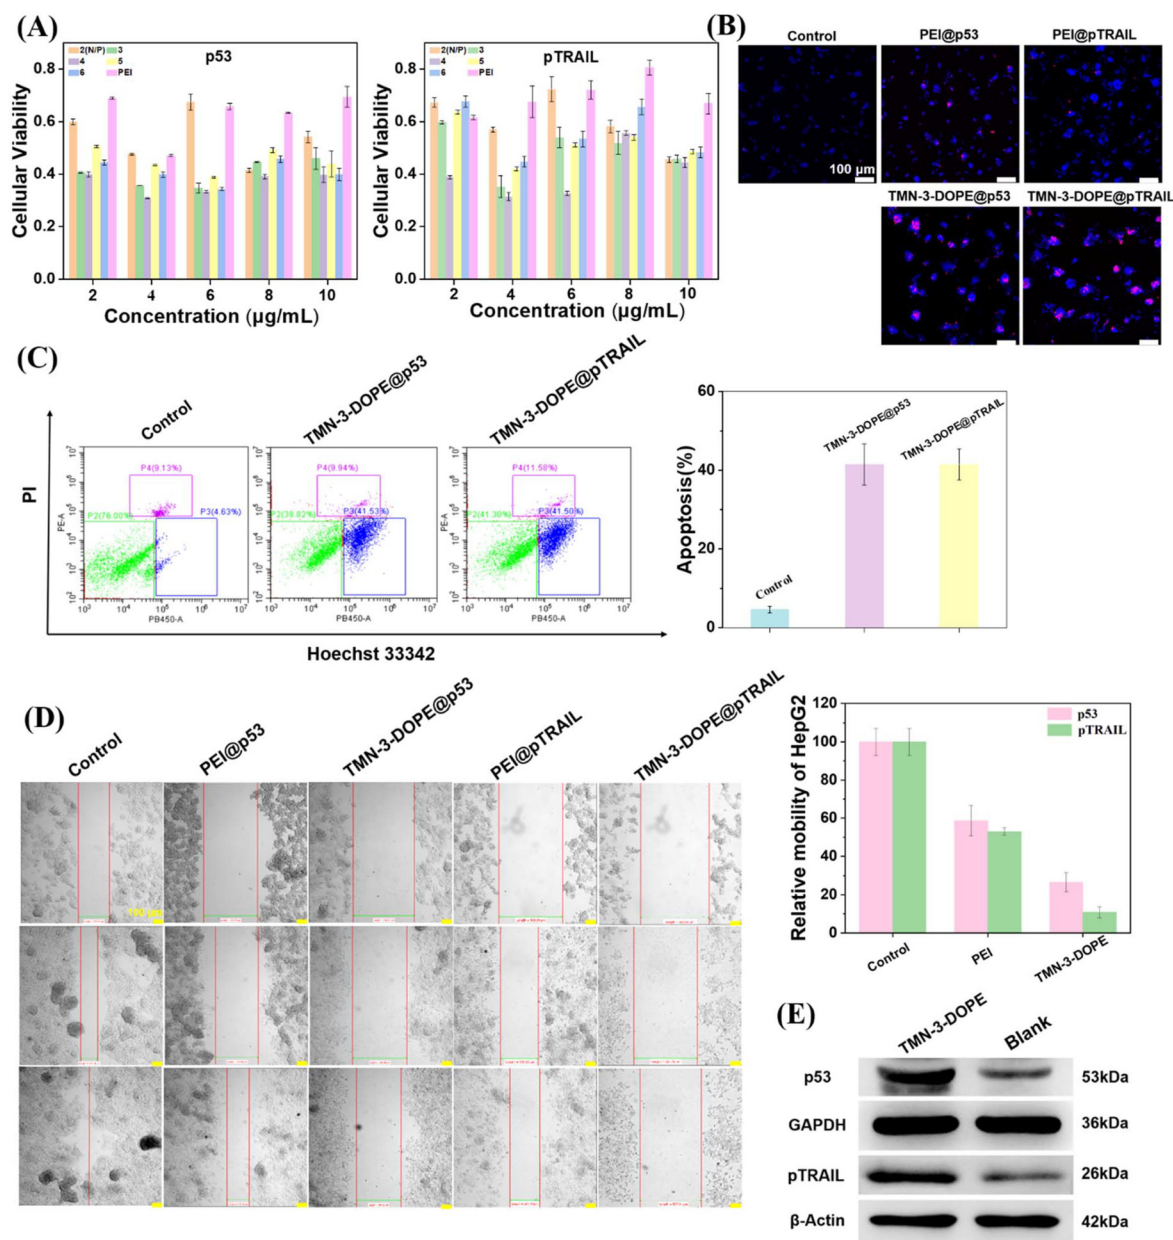 (A)
p53
2(N/P) 3
4 5
6 PEI
Cellular Viability
0.8
0.6
0.4
0.2
0.0
2 4 6 8 10
Concentration (µg/mL)
pTRAIL
2(N/P) 3
4 5
6 PEI
Cellular Viability
0.8
0.6
0.4
0.2
0.0
2 4 6 8 10
Concentration (µg/mL)
(B)
Control PEI@p53 PEI@pTRAIL
100 µm
TMN-3-DOPE@p53 TMN-3-DOPE@pTRAIL
(C)
Control
TMN-3-DOPE@p53
TMN-3-DOPE@pTRAIL
PI
P4(9.13%)
P2(76.00%) P3(4.63%)
PE-A
PB450-A
P4(9.94%)
P3(41.53%)
PE-A
PB450-A
P4(11.58%)
P3(41.50%)
PE-A
PB450-A
Hoechst 33342
Apoptosis(%)
60
40
20
0
Control
TMN-3-DOPE@p53
TMN-3-DOPE@pTRAIL
(D)
Control
PEI@p53
TMN-3-DOPE@p53
PEI@pTRAIL
TMN-3-DOPE@pTRAIL
100 µm
Relative mobility of HepG2
120
100
80
60
40
20
0
p53
pTRAIL
Control
PEI
TMN-3-DOPE
(E)
TMN-3-DOPE Blank
p53 53kDa
GAPDH 36kDa
pTRAIL 26kDa
β-Actin 42kDa